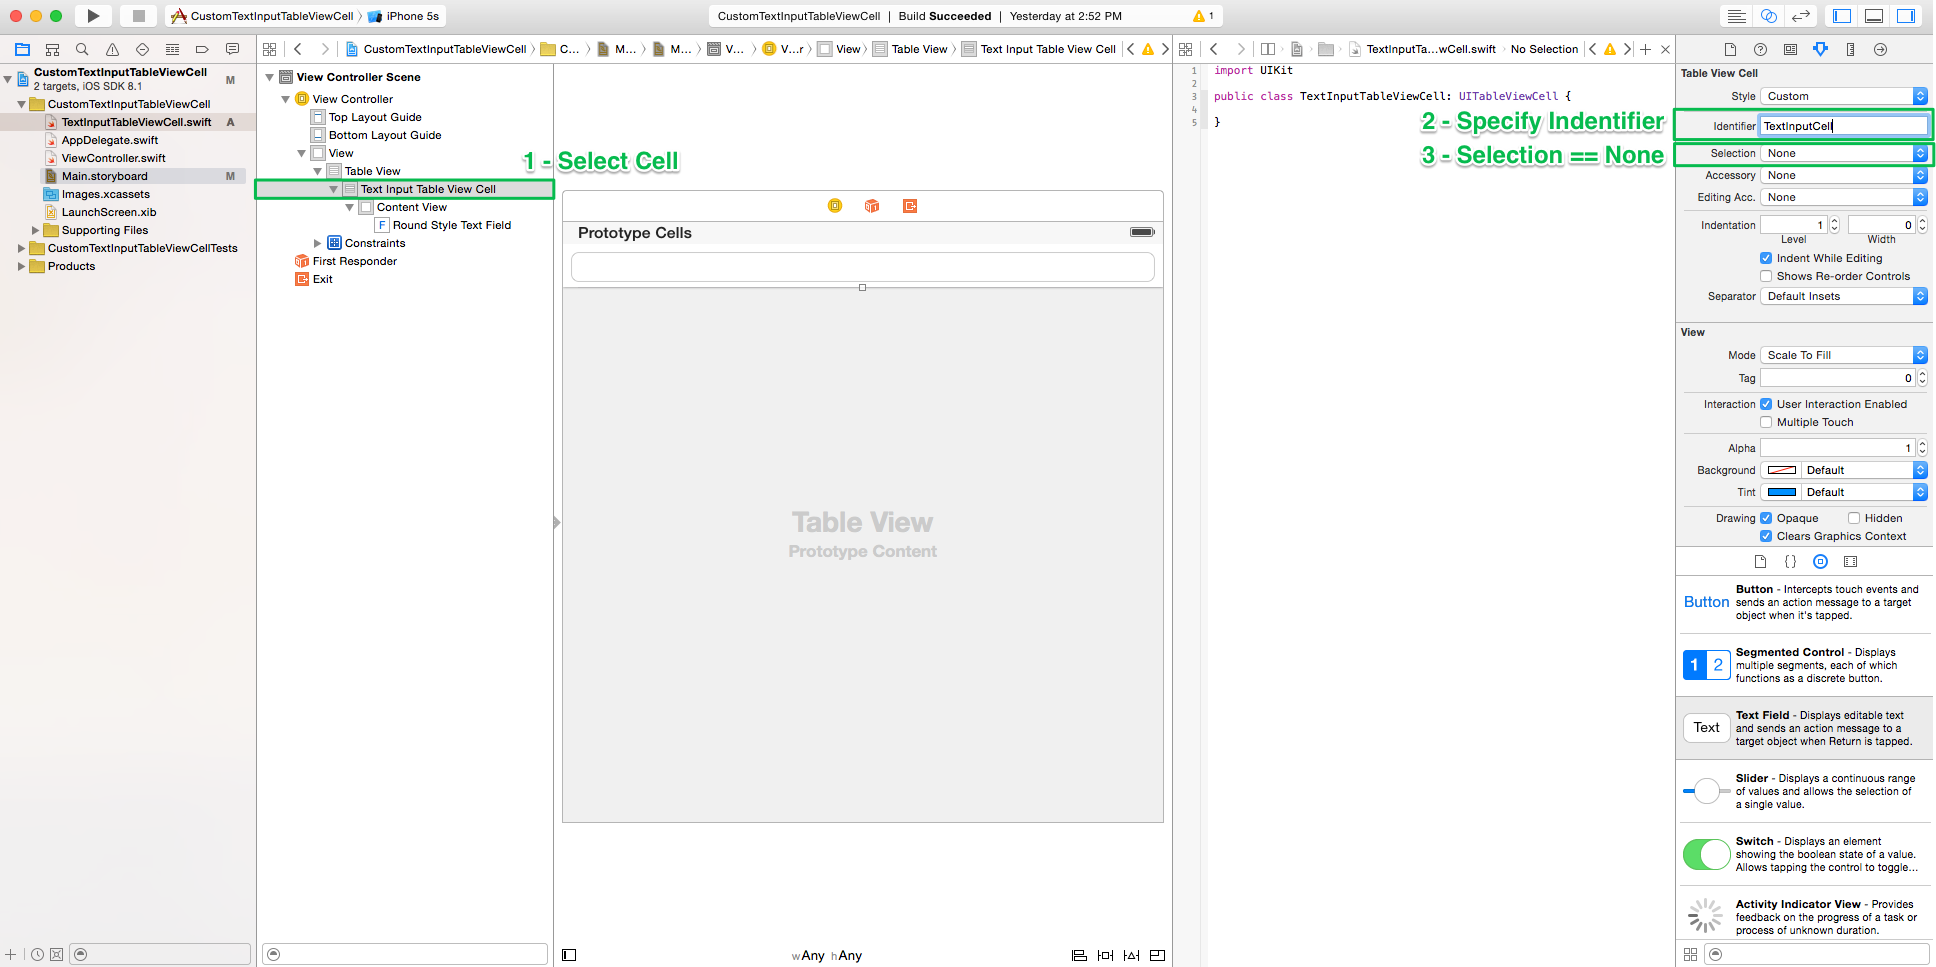 CustomTextInputTableViewCell iPhone 5s
CustomTextInputTableViewCell | Build Succeeded | Yesterday at 2:52 PM 1
CustomTextInputTableViewCell
2 targets, iOS SDK 8.1
M
CustomTextInputTableViewCell
TextInputTableViewCell.swift A
AppDelegate.swift
ViewController.swift
Main.storyboard M
Images.xcassets
LaunchScreen.xib
Supporting Files
CustomTextInputTableViewCellTests
Products
CustomTextInputTableViewCell C... M... M... V... V...r View Table View Text Input Table View Cell
View Controller Scene
View Controller
Top Layout Guide
Bottom Layout Guide
View
Table View
Text Input Table View Cell
Content View
F Round Style Text Field
Constraints
First Responder
Exit
1 - Select Cell
Prototype Cells
Table View
Prototype Content
wAny hAny
TextInputTa...wCell.swift No Selection
1 import UIKit
2
3 public class TextInputTableViewCell: UITableViewCell {
4
5 }
2 - Specify Indentifier
3 - Selection == None
Table View Cell
Style Custom
Identifier TextInputCell
Selection None
Accessory None
Editing Acc. None
Indentation 1 0
Level Width
Indent While Editing
Shows Re-order Controls
Separator Default Insets
View
Mode Scale To Fill
Tag 0
Interaction User Interaction Enabled
Multiple Touch
Alpha 1
Background Default
Tint Default
Drawing Opaque Hidden
Clears Graphics Context
{ }
Button
Button - Intercepts touch events and
sends an action message to a target
object when it's tapped.
1 2
Segmented Control - Displays
multiple segments, each of which
functions as a discrete button.
Text
Text Field - Displays editable text
and sends an action message to a
target object when Return is tapped.
Slider - Displays a continuous range
of values and allows the selection of
a single value.
Switch - Displays an element
showing the boolean state of a value.
Allows tapping the control to toggle...
Activity Indicator View - Provides
feedback on the progress of a task or
process of unknown duration.